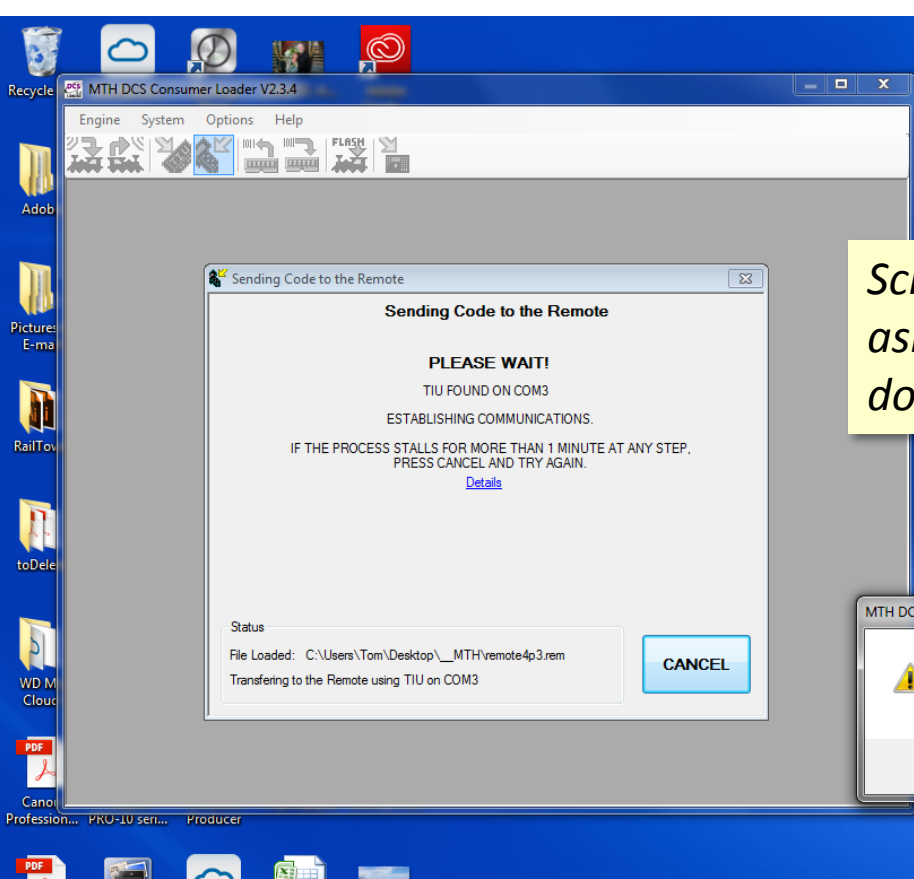 Recycle
MTH DCS Consumer Loader V2.3.4
Engine System Options Help
FLASH
Adob
Sending Code to the Remote
Sending Code to the Remote
PLEASE WAIT!
TIU FOUND ON COM3
ESTABLISHING COMMUNICATIONS.
IF THE PROCESS STALLS FOR MORE THAN 1 MINUTE AT ANY STEP,
PRESS CANCEL AND TRY AGAIN.
Details
Pictures
E-ma
RailTow
toDele
Status
File Loaded: C:\Users\Tom\Desktop\__MTH\remote4p3.rem
Transfering to the Remote using TIU on COM3
CANCEL
MTH DC
WD M
Cloud
PDF
Canon
Profession... PRO-10 seri... Producer
PDF